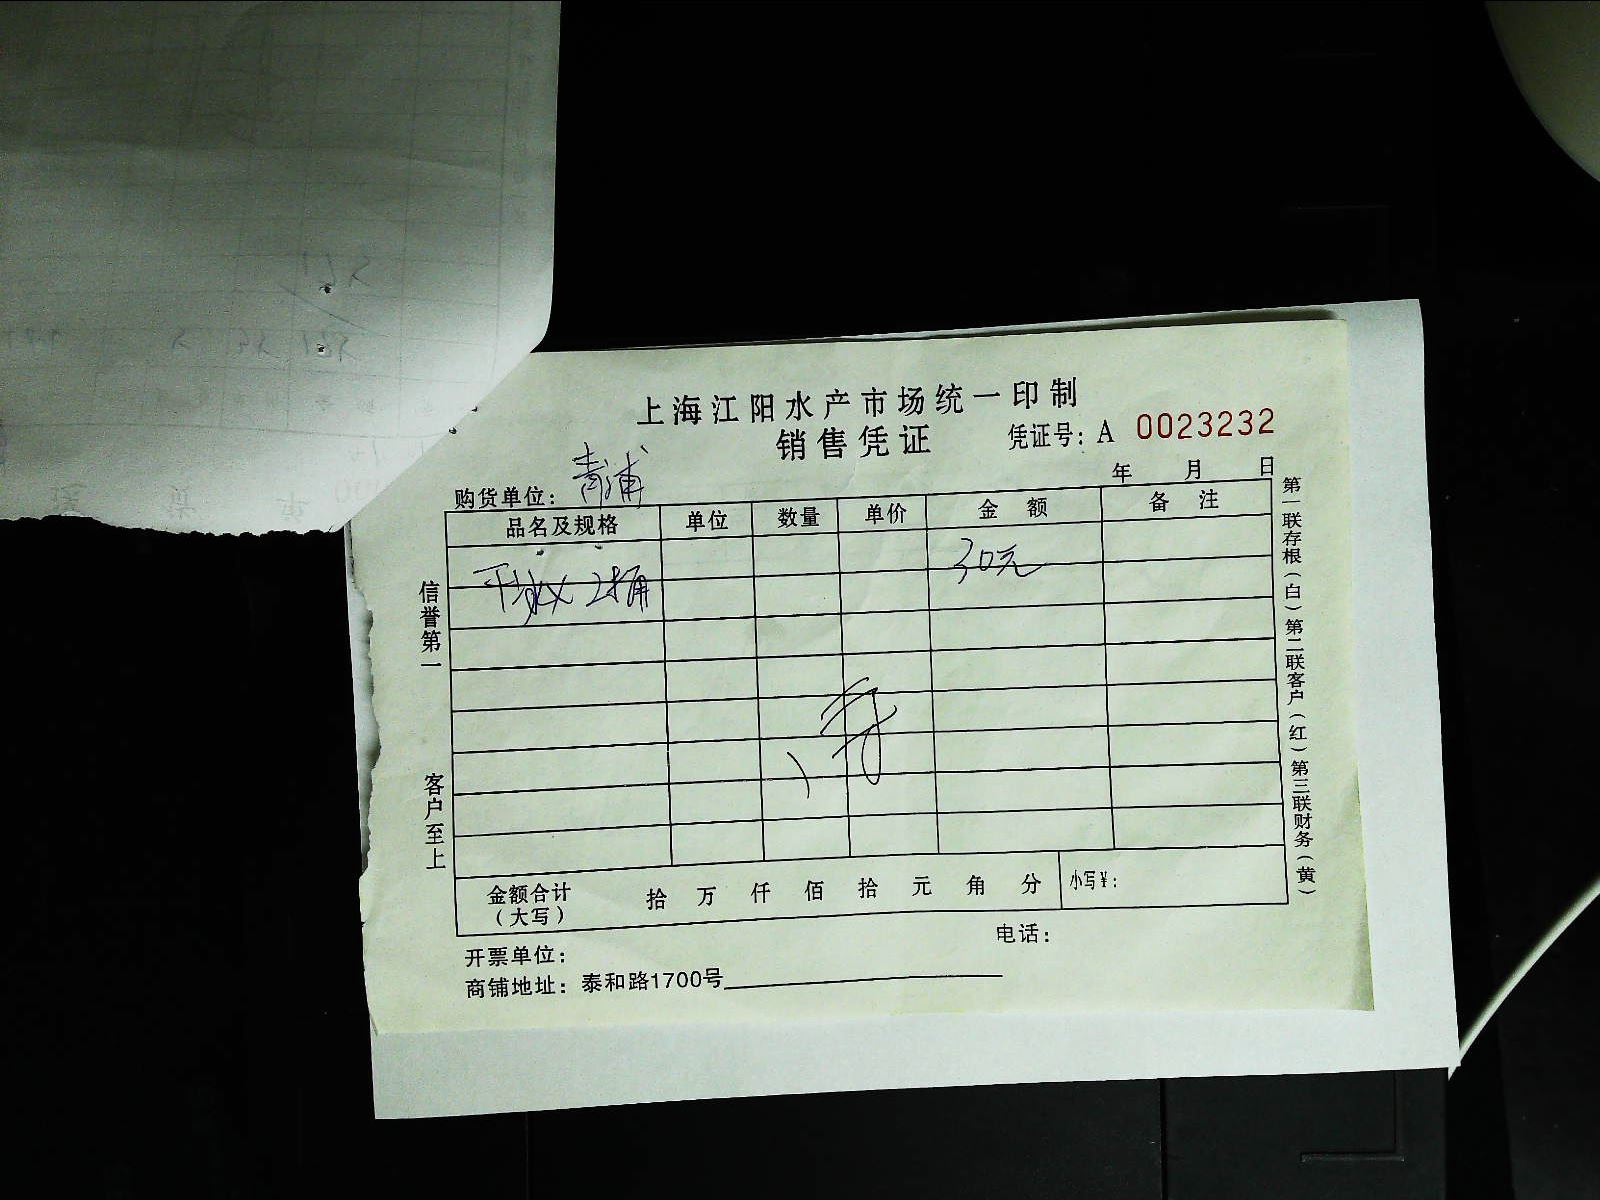 上海江阳水产市场统一印制
销售凭证
凭证号：A 0023232
年 月 日
购货单位：青浦
品名及规格 单位 数量 单价 金额 备注
2桶 30元
金额合计（大写） 拾 万 仟 佰 拾 元 角 分 小写¥：
开票单位： 电话：
商铺地址：泰和路1700号
信誉第一 客户至上
第一联存根（白）第二联客户（红）第三联财务（黄）